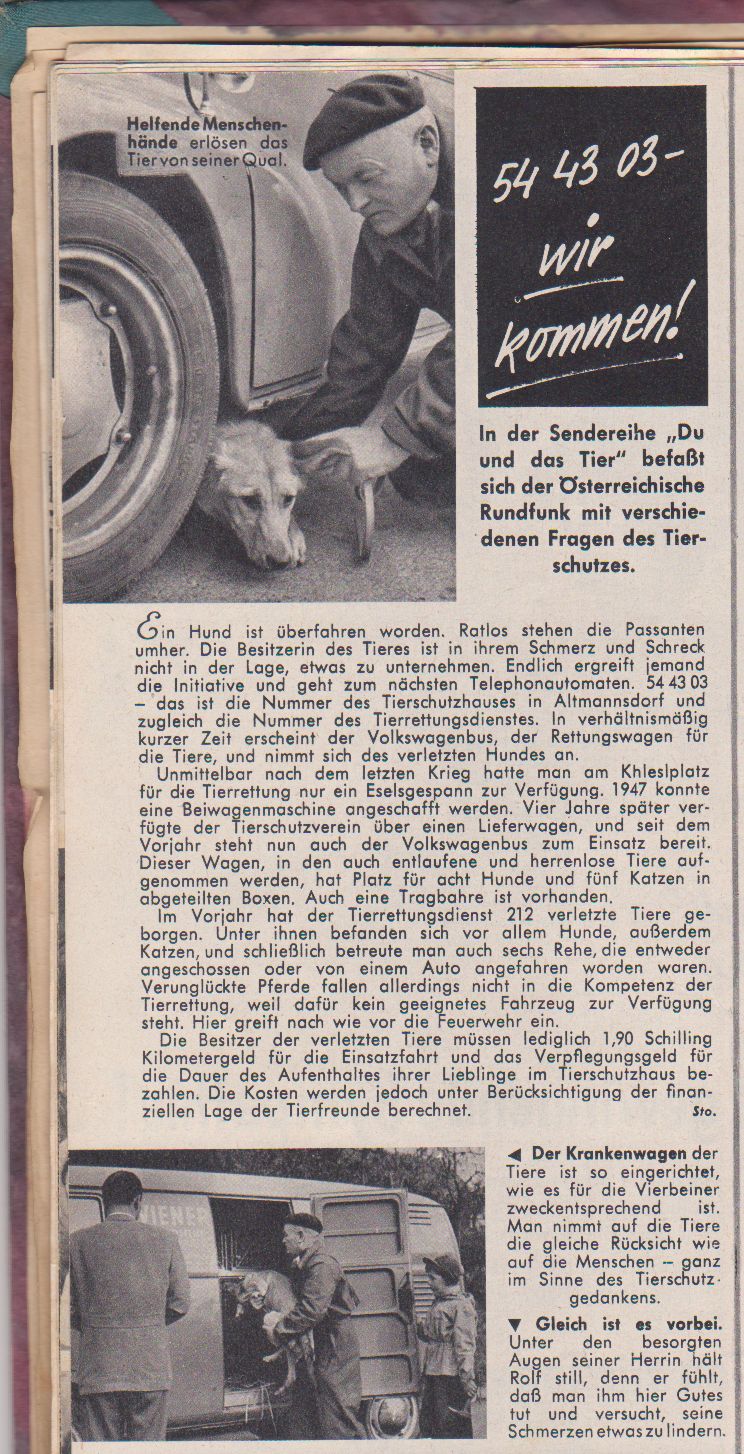 Helfende Menschen-
hände erlösen das
Tier von seiner Qual.
54 43 03 –
wir
kommen!
In der Sendereihe „Du
und das Tier" befaßt
sich der Österreichische
Rundfunk mit verschie-
denen Fragen des Tier-
schutzes.
Ein Hund ist überfahren worden. Ratlos stehen die Passanten
umher. Die Besitzerin des Tieres ist in ihrem Schmerz und Schreck
nicht in der Lage, etwas zu unternehmen. Endlich ergreift jemand
die Initiative und geht zum nächsten Telephonautomaten. 54 43 03
– das ist die Nummer des Tierschutzhauses in Altmannsdorf und
zugleich die Nummer des Tierrettungsdienstes. In verhältnismäßig
kurzer Zeit erscheint der Volkswagenbus, der Rettungswagen für
die Tiere, und nimmt sich des verletzten Hundes an.
Unmittelbar nach dem letzten Krieg hatte man am Khleslplatz
für die Tierrettung nur ein Eselsgespann zur Verfügung. 1947 konnte
eine Beiwagenmaschine angeschafft werden. Vier Jahre später ver-
fügte der Tierschutzverein über einen Lieferwagen, und seit dem
Vorjahr steht nun auch der Volkswagenbus zum Einsatz bereit.
Dieser Wagen, in den auch entlaufene und herrenlose Tiere auf-
genommen werden, hat Platz für acht Hunde und fünf Katzen in
abgeteilten Boxen. Auch eine Tragbahre ist vorhanden.
Im Vorjahr hat der Tierrettungsdienst 212 verletzte Tiere ge-
borgen. Unter ihnen befanden sich vor allem Hunde, außerdem
Katzen, und schließlich betreute man auch sechs Rehe, die entweder
angeschossen oder von einem Auto angefahren worden waren.
Verunglückte Pferde fallen allerdings nicht in die Kompetenz der
Tierrettung, weil dafür kein geeignetes Fahrzeug zur Verfügung
steht. Hier greift nach wie vor die Feuerwehr ein.
Die Besitzer der verletzten Tiere müssen lediglich 1,90 Schilling
Kilometergeld für die Einsatzfahrt und das Verpflegungsgeld für
die Dauer des Aufenthaltes ihrer Lieblinge im Tierschutzhaus be-
zahlen. Die Kosten werden jedoch unter Berücksichtigung der finan-
ziellen Lage der Tierfreunde berechnet. Sto.
WIENER
◀ Der Krankenwagen der
Tiere ist so eingerichtet,
wie es für die Vierbeiner
zweckentsprechend ist.
Man nimmt auf die Tiere
die gleiche Rücksicht wie
auf die Menschen – ganz
im Sinne des Tierschutz-
gedankens.
▼ Gleich ist es vorbei.
Unter den besorgten
Augen seiner Herrin hält
Rolf still, denn er fühlt,
daß man ihm hier Gutes
tut und versucht, seine
Schmerzen etwas zu lindern.